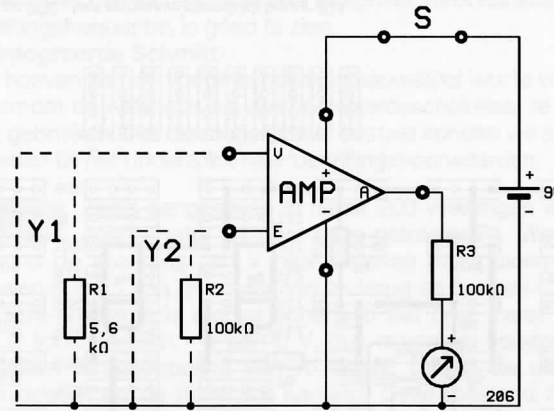 S
V
+
AMP
A
E
-
+
9
-
Y1
Y2
R1
5,6
kΩ
R2
100kΩ
R3
100kΩ
+
-
206